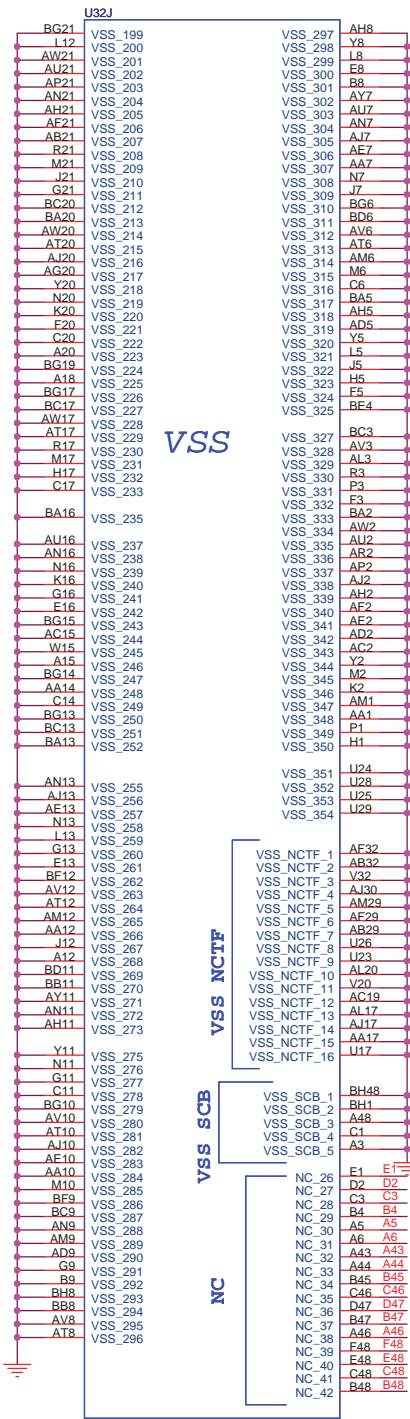 U32J
BG21 VSS_199
L12 VSS_200
AW21 VSS_201
AU21 VSS_202
AP21 VSS_203
AN21 VSS_204
AH21 VSS_205
AF21 VSS_206
AB21 VSS_207
R21 VSS_208
M21 VSS_209
J21 VSS_210
G21 VSS_211
BC20 VSS_212
BA20 VSS_213
AW20 VSS_214
AT20 VSS_215
AJ20 VSS_216
AG20 VSS_217
Y20 VSS_218
N20 VSS_219
K20 VSS_220
F20 VSS_221
C20 VSS_222
A20 VSS_223
BG19 VSS_224
A18 VSS_225
BG17 VSS_226
BC17 VSS_227
AW17 VSS_228
AT17 VSS_229
R17 VSS_230
M17 VSS_231
H17 VSS_232
C17 VSS_233
BA16 VSS_235
AU16 VSS_237
AN16 VSS_238
N16 VSS_239
K16 VSS_240
G16 VSS_241
E16 VSS_242
BG15 VSS_243
AC15 VSS_244
W15 VSS_245
A15 VSS_246
BG14 VSS_247
AA14 VSS_248
C14 VSS_249
BG13 VSS_250
BC13 VSS_251
BA13 VSS_252
AN13 VSS_255
AJ13 VSS_256
AE13 VSS_257
N13 VSS_258
L13 VSS_259
G13 VSS_260
E13 VSS_261
BF12 VSS_262
AV12 VSS_263
AT12 VSS_264
AM12 VSS_265
AA12 VSS_266
J12 VSS_267
A12 VSS_268
BD11 VSS_269
BB11 VSS_270
AY11 VSS_271
AN11 VSS_272
AH11 VSS_273
Y11 VSS_275
N11 VSS_276
G11 VSS_277
C11 VSS_278
BG10 VSS_279
AV10 VSS_280
AT10 VSS_281
AJ10 VSS_282
AE10 VSS_283
AA10 VSS_284
M10 VSS_285
BF9 VSS_286
BC9 VSS_287
AN9 VSS_288
AM9 VSS_289
AD9 VSS_290
G9 VSS_291
B9 VSS_292
BH8 VSS_293
BB8 VSS_294
AV8 VSS_295
AT8 VSS_296
VSS
VSS_297 AH8
VSS_298 Y8
VSS_299 L8
VSS_300 E8
VSS_301 B8
VSS_302 AY7
VSS_303 AU7
VSS_304 AN7
VSS_305 AJ7
VSS_306 AE7
VSS_307 AA7
VSS_308 N7
VSS_309 J7
VSS_310 BG6
VSS_311 BD6
VSS_312 AV6
VSS_313 AT6
VSS_314 AM6
VSS_315 M6
VSS_316 C6
VSS_317 BA5
VSS_318 AH5
VSS_319 AD5
VSS_320 Y5
VSS_321 L5
VSS_322 J5
VSS_323 H5
VSS_324 F5
VSS_325 BE4
VSS_327 BC3
VSS_328 AV3
VSS_329 AL3
VSS_330 R3
VSS_331 P3
VSS_332 F3
VSS_333 BA2
VSS_334 AW2
VSS_335 AU2
VSS_336 AR2
VSS_337 AP2
VSS_338 AJ2
VSS_339 AH2
VSS_340 AF2
VSS_341 AE2
VSS_342 AD2
VSS_343 AC2
VSS_344 Y2
VSS_345 M2
VSS_346 K2
VSS_347 AM1
VSS_348 AA1
VSS_349 P1
VSS_350 H1
VSS_351 U24
VSS_352 U28
VSS_353 U25
VSS_354 U29
VSS NCTF
VSS_NCTF_1 AF32
VSS_NCTF_2 AB32
VSS_NCTF_3 V32
VSS_NCTF_4 AJ30
VSS_NCTF_5 AM29
VSS_NCTF_6 AF29
VSS_NCTF_7 AB29
VSS_NCTF_8 U26
VSS_NCTF_9 U23
VSS_NCTF_10 AL20
VSS_NCTF_11 V20
VSS_NCTF_12 AC19
VSS_NCTF_13 AL17
VSS_NCTF_14 AJ17
VSS_NCTF_15 AA17
VSS_NCTF_16 U17
VSS SCB
VSS_SCB_1 BH48
VSS_SCB_2 BH1
VSS_SCB_3 A48
VSS_SCB_4 C1
VSS_SCB_5 A3
NC
NC_26 E1 E1
NC_27 D2 D2
NC_28 C3 C3
NC_29 B4 B4
NC_30 A5 A5
NC_31 A6 A6
NC_32 A43 A43
NC_33 A44 A44
NC_34 B45 B45
NC_35 C46 C46
NC_36 D47 D47
NC_37 B47 B47
NC_38 A46 A46
NC_39 F48 F48
NC_40 E48 E48
NC_41 C48 C48
NC_42 B48 B48